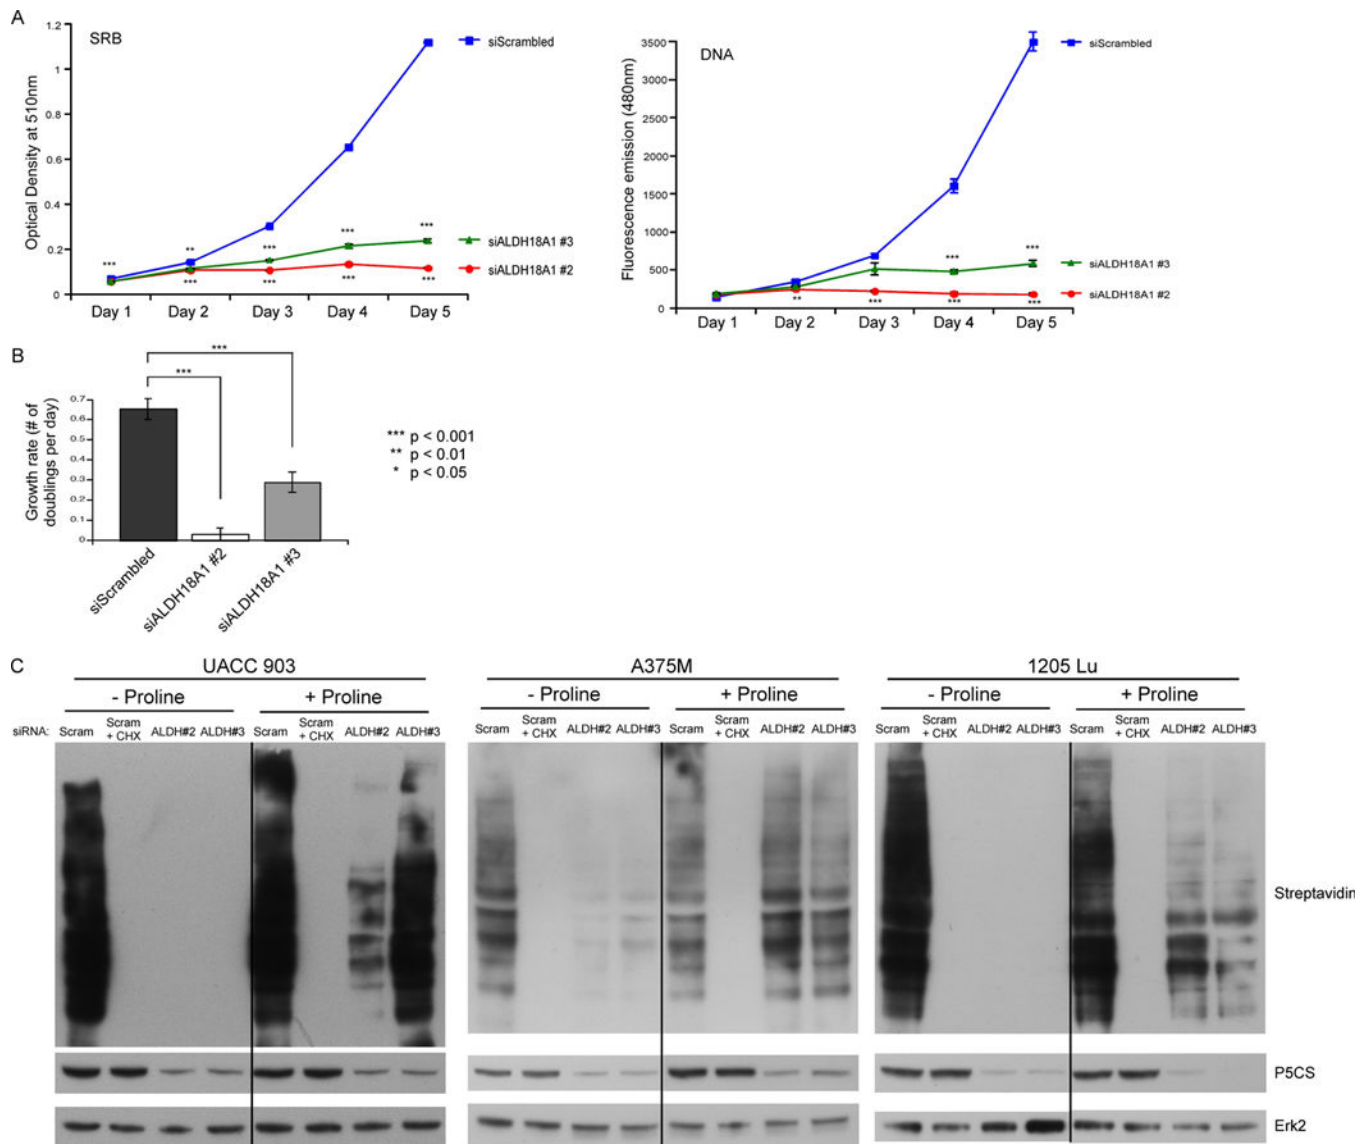 A
SRB
Optical Density at 510nm
1.2
1
0.8
0.6
0.4
0.2
0
*** ** *** *** ***
*** *** *** ***
Day 1 Day 2 Day 3 Day 4 Day 5
siScrambled
siALDH18A1 #3
siALDH18A1 #2
DNA
Fluorescence emission (480nm)
3500
3000
2500
2000
1500
1000
500
0
*** ***
** *** *** ***
Day 1 Day 2 Day 3 Day 4 Day 5
siScrambled
siALDH18A1 #3
siALDH18A1 #2
B
Growth rate (# of
doublings per day)
0.7
0.6
0.5
0.4
0.3
0.2
0.1
0
***
***
siScrambled
siALDH18A1 #2
siALDH18A1 #3
*** p < 0.001
** p < 0.01
* p < 0.05
C
UACC 903
- Proline + Proline
siRNA: Scram Scram + CHX ALDH#2 ALDH#3 Scram Scram + CHX ALDH#2 ALDH#3
A375M
- Proline + Proline
Scram Scram + CHX ALDH#2 ALDH#3 Scram Scram + CHX ALDH#2 ALDH#3
1205 Lu
- Proline + Proline
Scram Scram + CHX ALDH#2 ALDH#3 Scram Scram + CHX ALDH#2 ALDH#3
Streptavidin
P5CS
Erk2